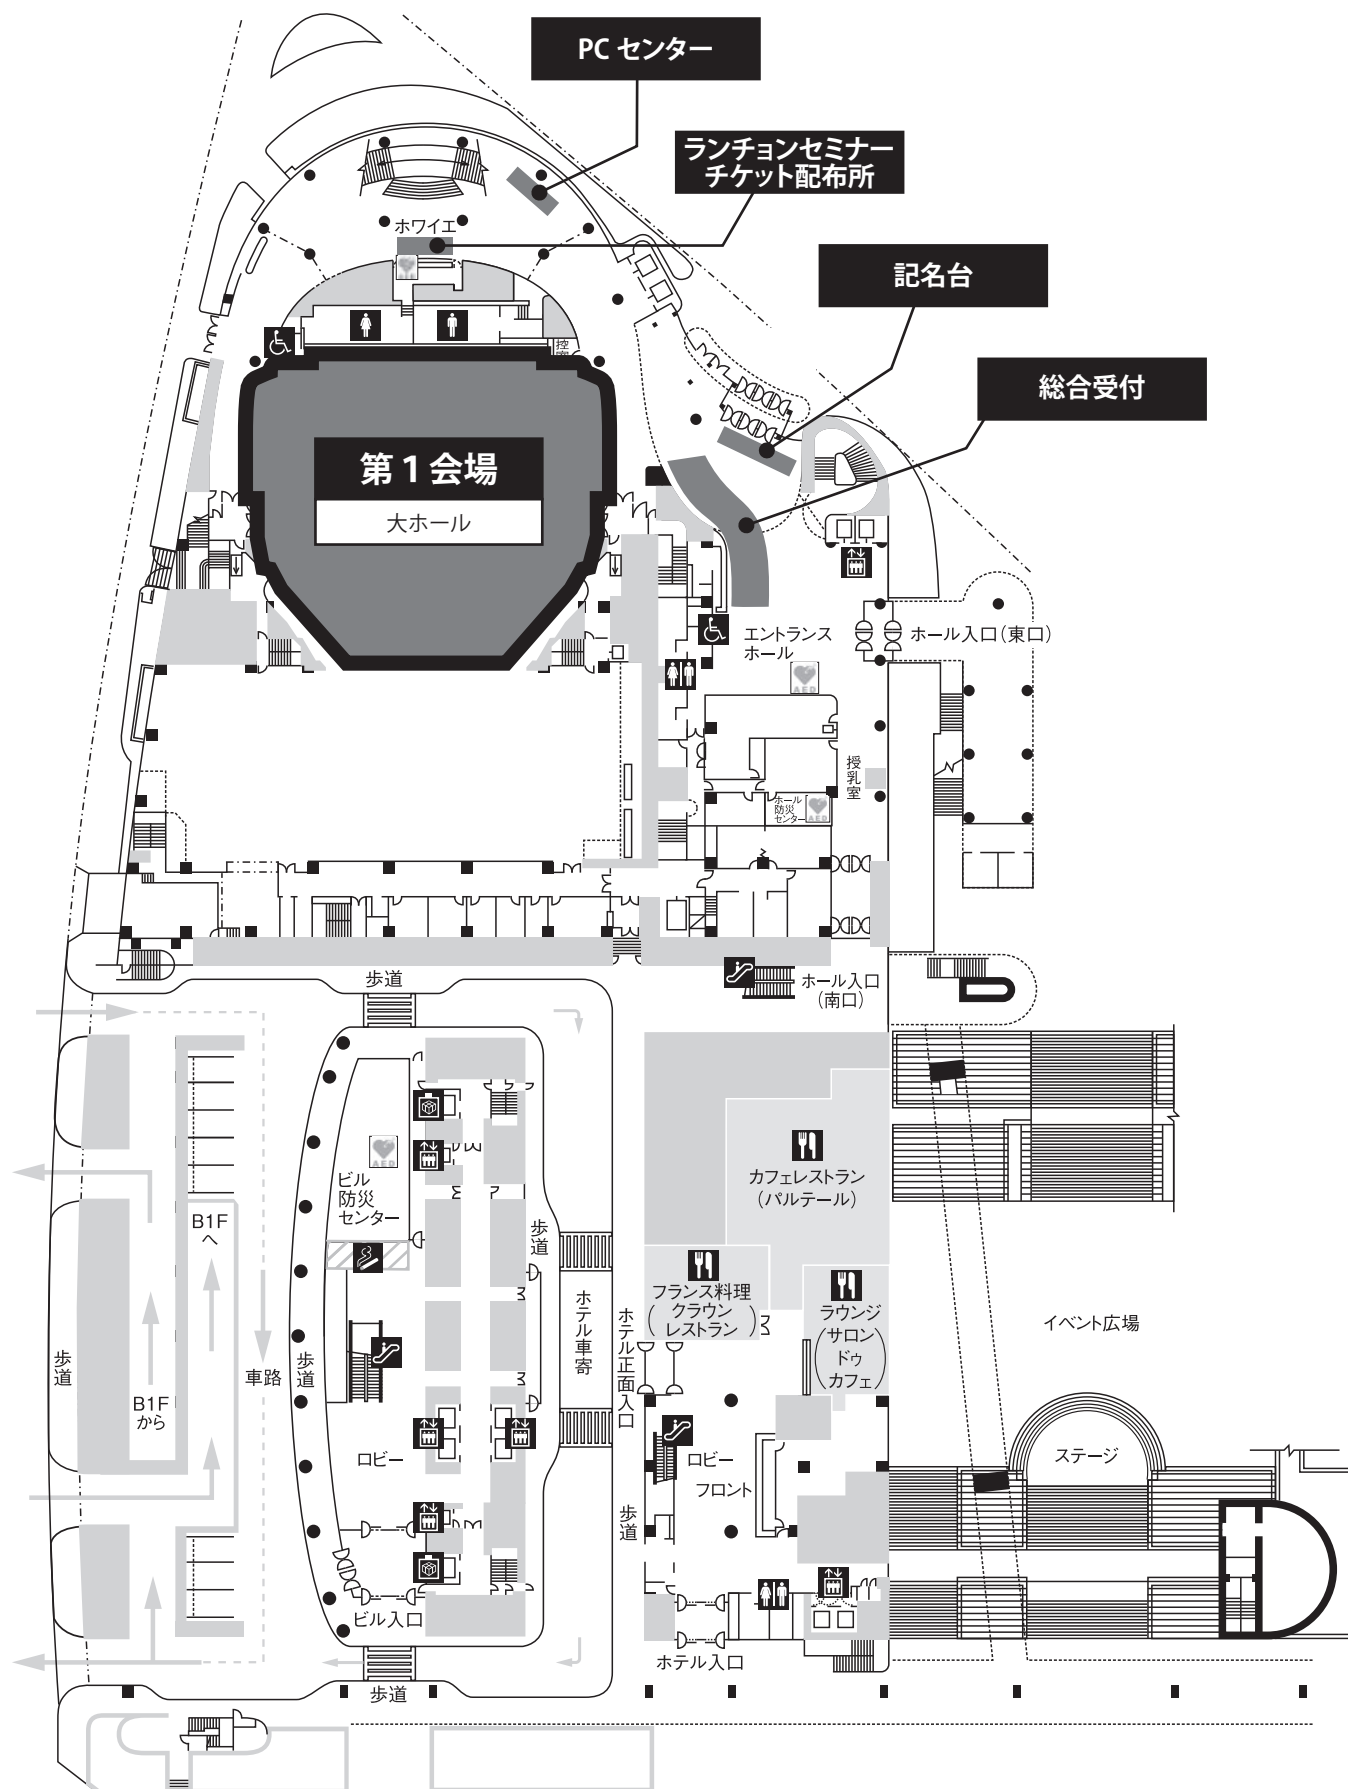 PC センター
ランチョンセミナー
チケット配布所
ホワイエ
AED
記名台
控室
総合受付
第1会場
大ホール
エントランス
ホール
ホール入口(東口)
AED
授乳室
ホール
防災
センター
AED
歩道
ホール入口
(南口)
カフェレストラン
(パルテール)
AED
ビル
防災
センター
B1F
へ
歩道
フランス料理
(クラウン
レストラン)
ラウンジ
(サロン
ドゥ
カフェ)
イベント広場
ホテル車寄
ホテル正面入口
歩道
車路
歩道
B1F
から
ロビー
ロビー
フロント
ステージ
歩道
ビル入口
ホテル入口
歩道